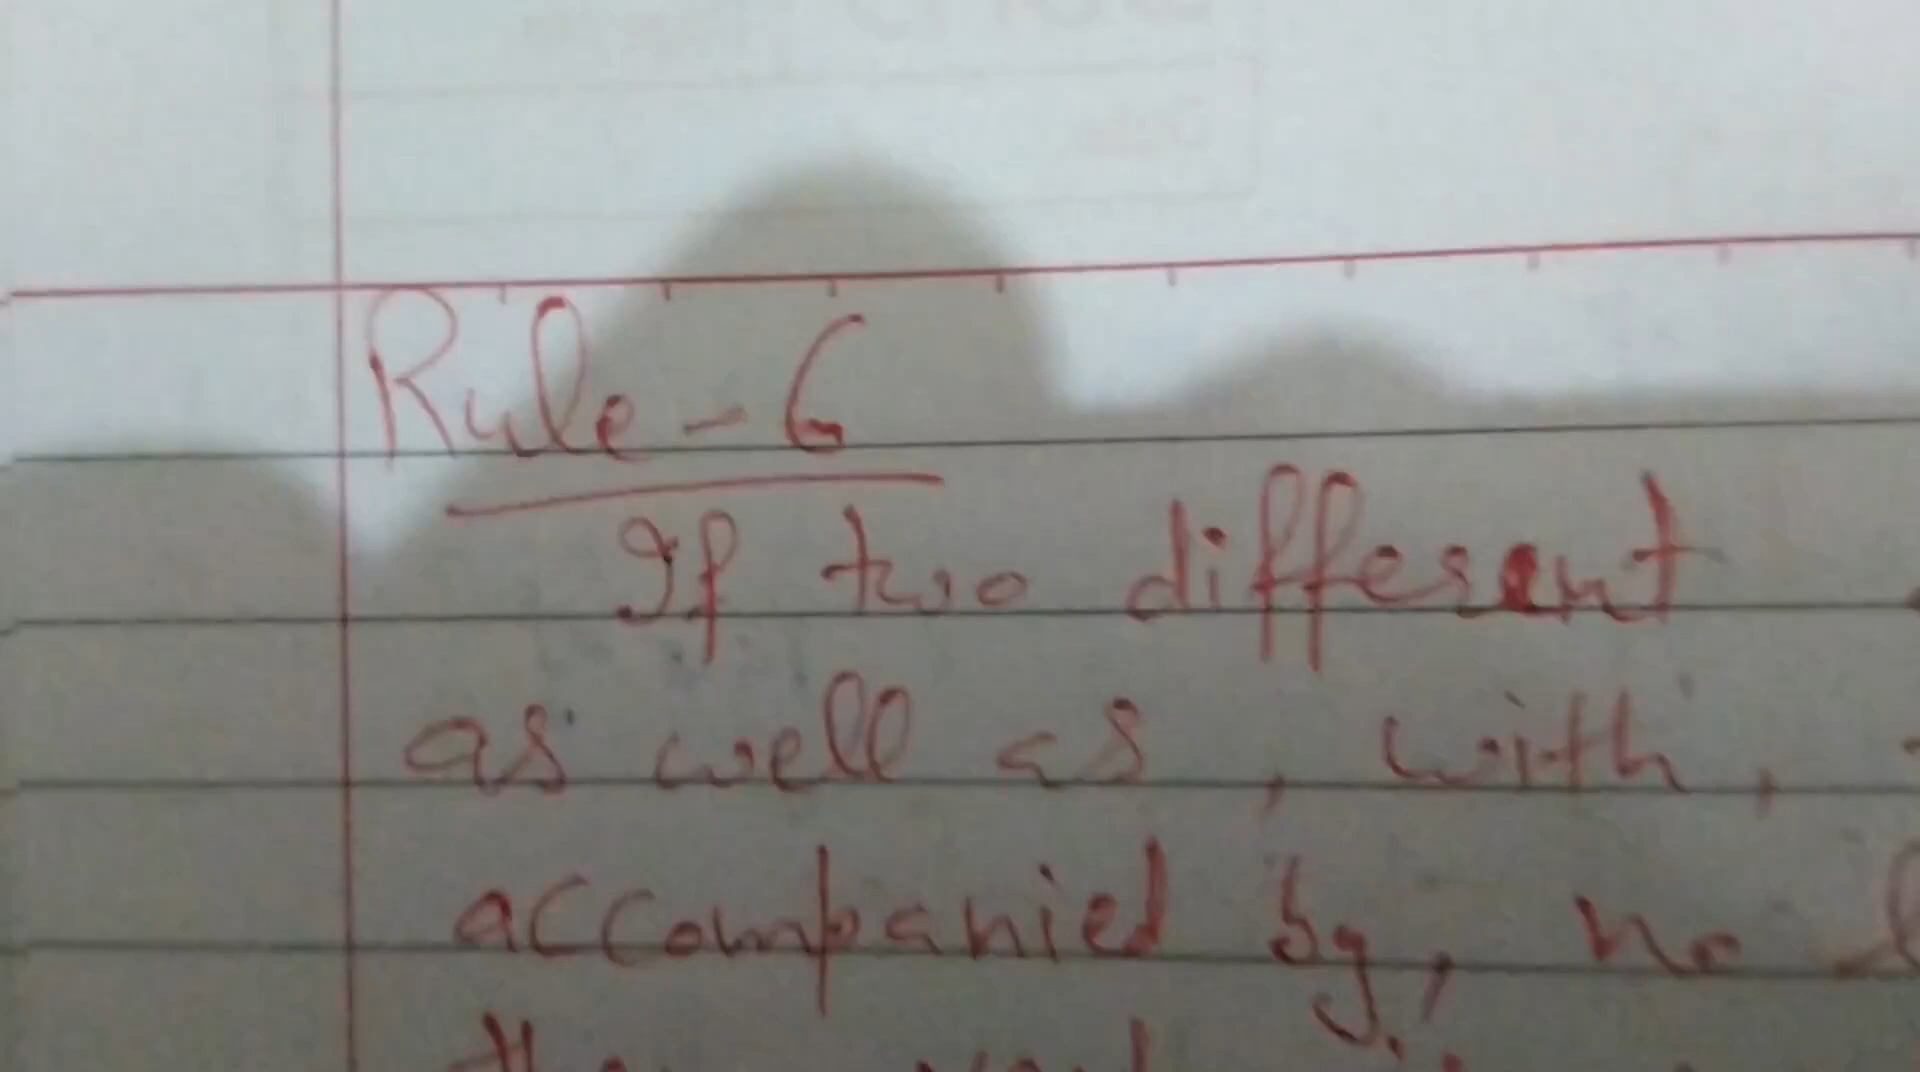 Rule-6
If two different
as well as, with,
accompanied by, no